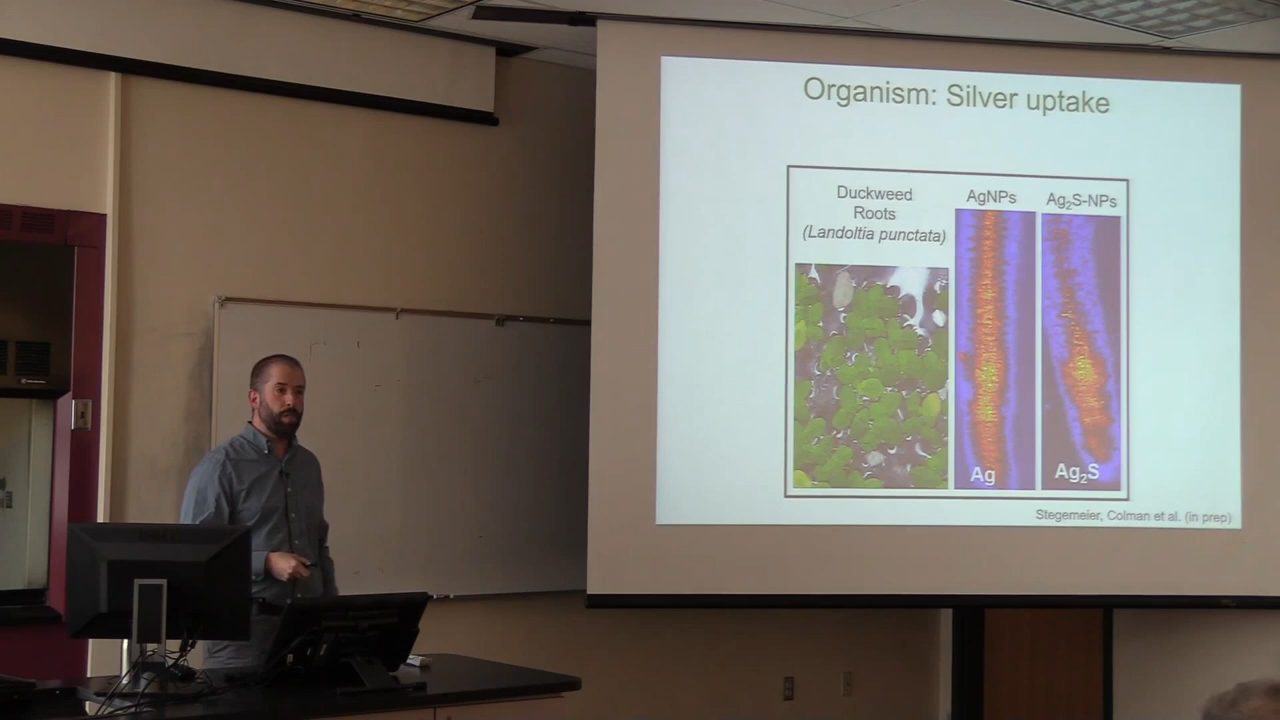 Organism: Silver uptake
Duckweed
Roots
(Landoltia punctata)
AgNPs
Ag₂S-NPs
Ag
Ag₂S
Stegemeier, Colman et al. (in prep)